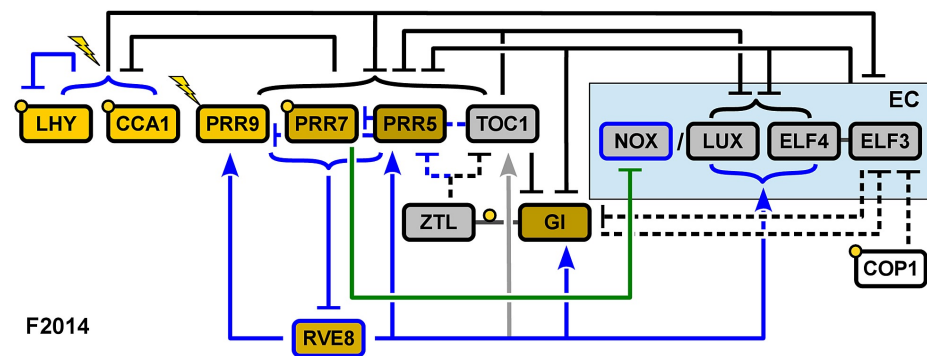 EC
LHY
CCA1
PRR9
PRR7
PRR5
TOC1
NOX / LUX
ELF4
ELF3
ZTL
GI
COP1
F2014
RVE8